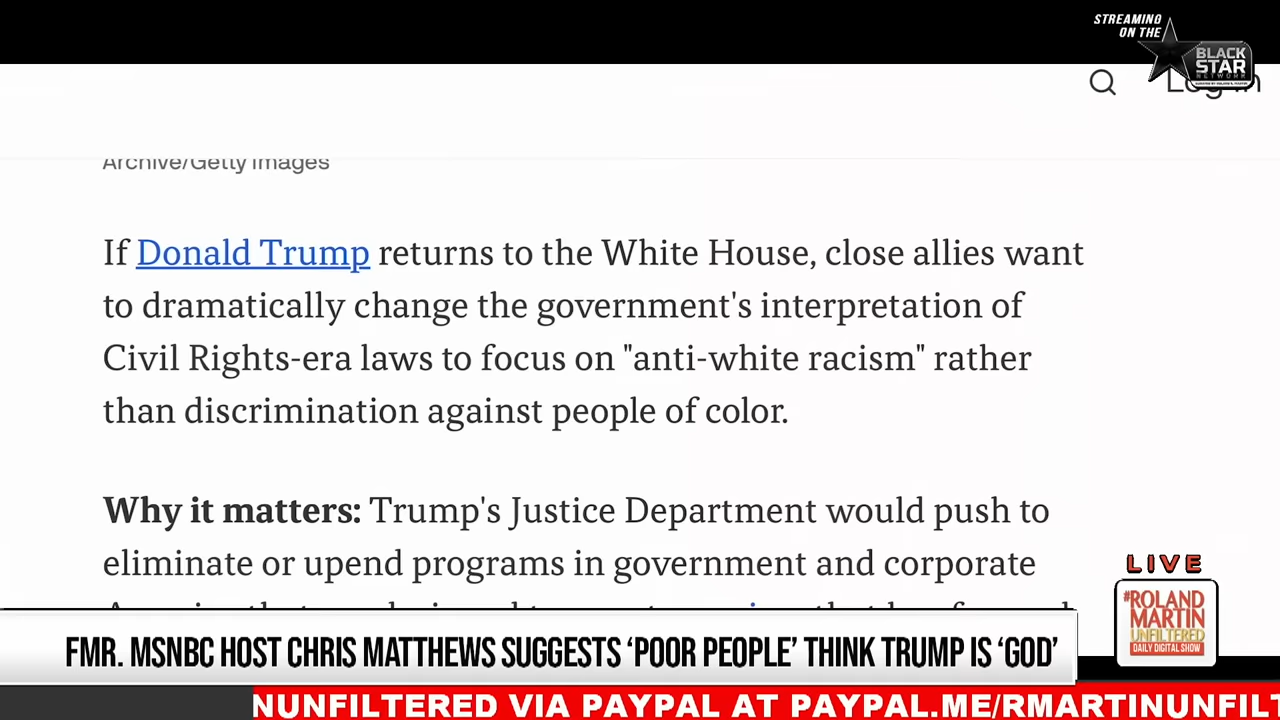 STREAMING
ON THE
BLACK
STAR
NETWORK
Log in
Archive/Getty Images
If Donald Trump returns to the White House, close allies want
to dramatically change the government's interpretation of
Civil Rights-era laws to focus on "anti-white racism" rather
than discrimination against people of color.
Why it matters: Trump's Justice Department would push to
eliminate or upend programs in government and corporate
LIVE
#ROLAND
MARTIN
UNFILTERED
DAILY DIGITAL SHOW
FMR. MSNBC HOST CHRIS MATTHEWS SUGGESTS ‘POOR PEOPLE’ THINK TRUMP IS ‘GOD’
NUNFILTERED VIA PAYPAL AT PAYPAL.ME/RMARTINUNFILT